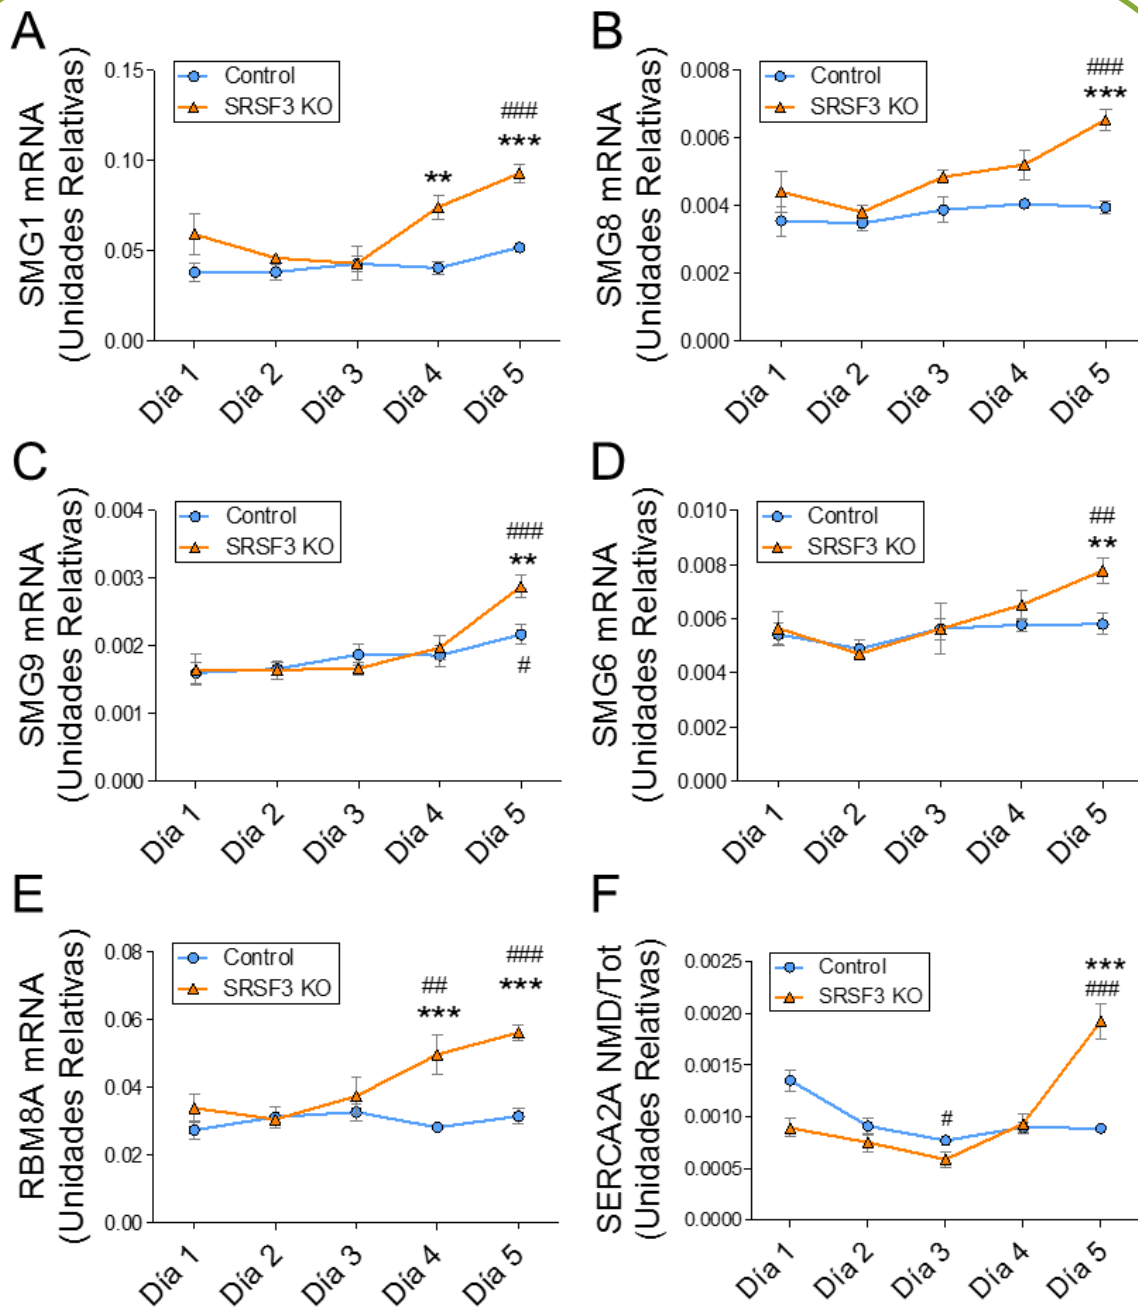 A
SMG1 mRNA
(Unidades Relativas)
0.15
0.10
0.05
0.00
Control
SRSF3 KO
**
###
***
Día 1
Día 2
Día 3
Día 4
Día 5
B
SMG8 mRNA
(Unidades Relativas)
0.008
0.006
0.004
0.002
0.000
Control
SRSF3 KO
###
***
Día 1
Día 2
Día 3
Día 4
Día 5
C
SMG9 mRNA
(Unidades Relativas)
0.004
0.003
0.002
0.001
0.000
Control
SRSF3 KO
###
**
#
Día 1
Día 2
Día 3
Día 4
Día 5
D
SMG6 mRNA
(Unidades Relativas)
0.010
0.008
0.006
0.004
0.002
0.000
Control
SRSF3 KO
##
**
Día 1
Día 2
Día 3
Día 4
Día 5
E
RBM8A mRNA
(Unidades Relativas)
0.08
0.06
0.04
0.02
0.00
Control
SRSF3 KO
##
***
###
***
Día 1
Día 2
Día 3
Día 4
Día 5
F
SERCA2A NMD/Tot
(Unidades Relativas)
0.0025
0.0020
0.0015
0.0010
0.0005
0.0000
Control
SRSF3 KO
#
***
###
Día 1
Día 2
Día 3
Día 4
Día 5